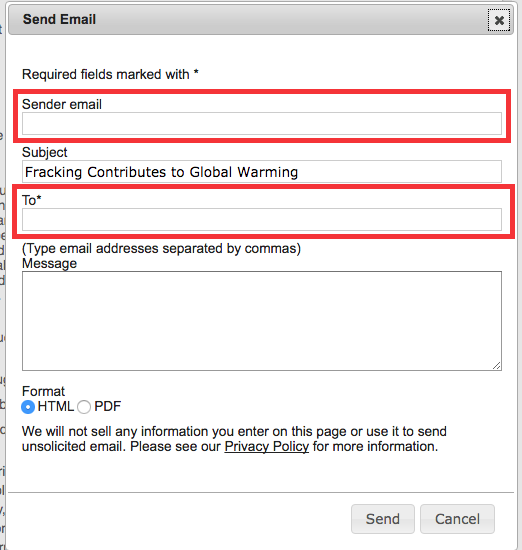 Send Email
Required fields marked with *
Sender email
Subject
Fracking Contributes to Global Warming
To*
(Type email addresses separated by commas)
Message
Format
HTML PDF
We will not sell any information you enter on this page or use it to send
unsolicited email. Please see our Privacy Policy for more information.
Send Cancel